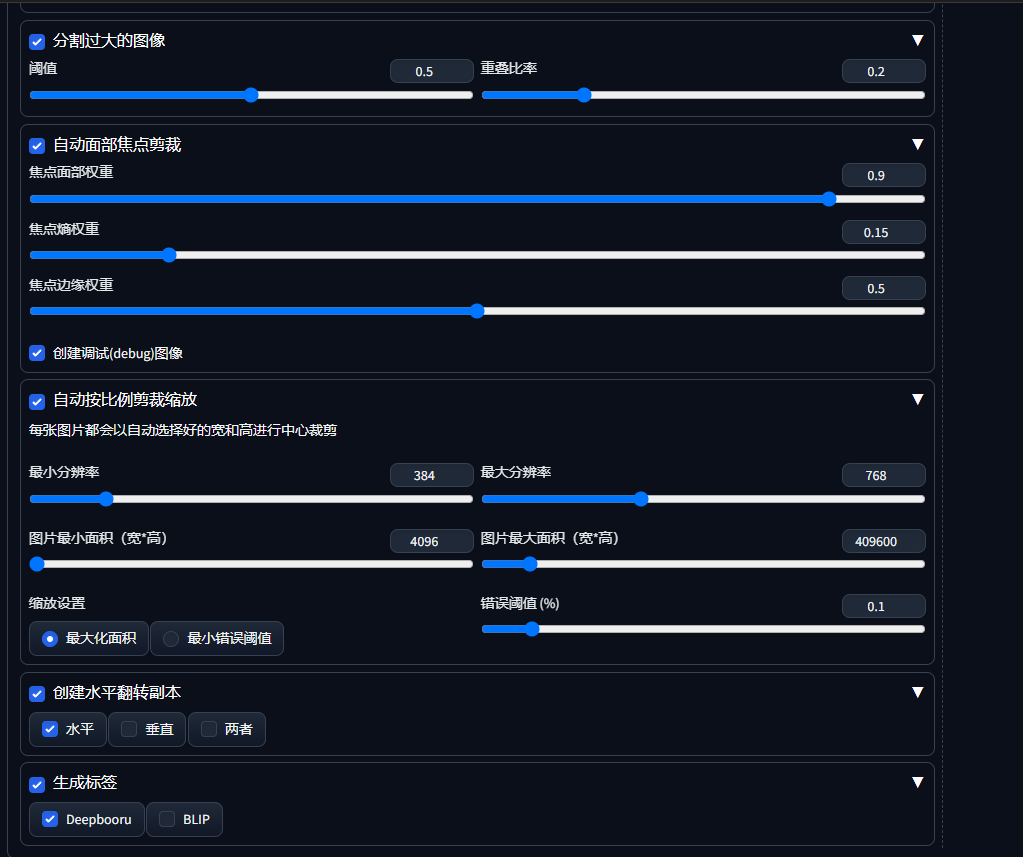 分割过大的图像 ▼
阈值 0.5 重叠比率 0.2
自动面部焦点剪裁 ▼
焦点面部权重 0.9
焦点熵权重 0.15
焦点边缘权重 0.5
创建调试(debug)图像
自动按比例剪裁缩放 ▼
每张图片都会以自动选择好的宽和高进行中心裁剪
最小分辨率 384 最大分辨率 768
图片最小面积（宽*高） 4096 图片最大面积（宽*高） 409600
缩放设置 错误阈值 (%) 0.1
最大化面积 最小错误阈值
创建水平翻转副本 ▼
水平 垂直 两者
生成标签 ▼
Deepbooru BLIP